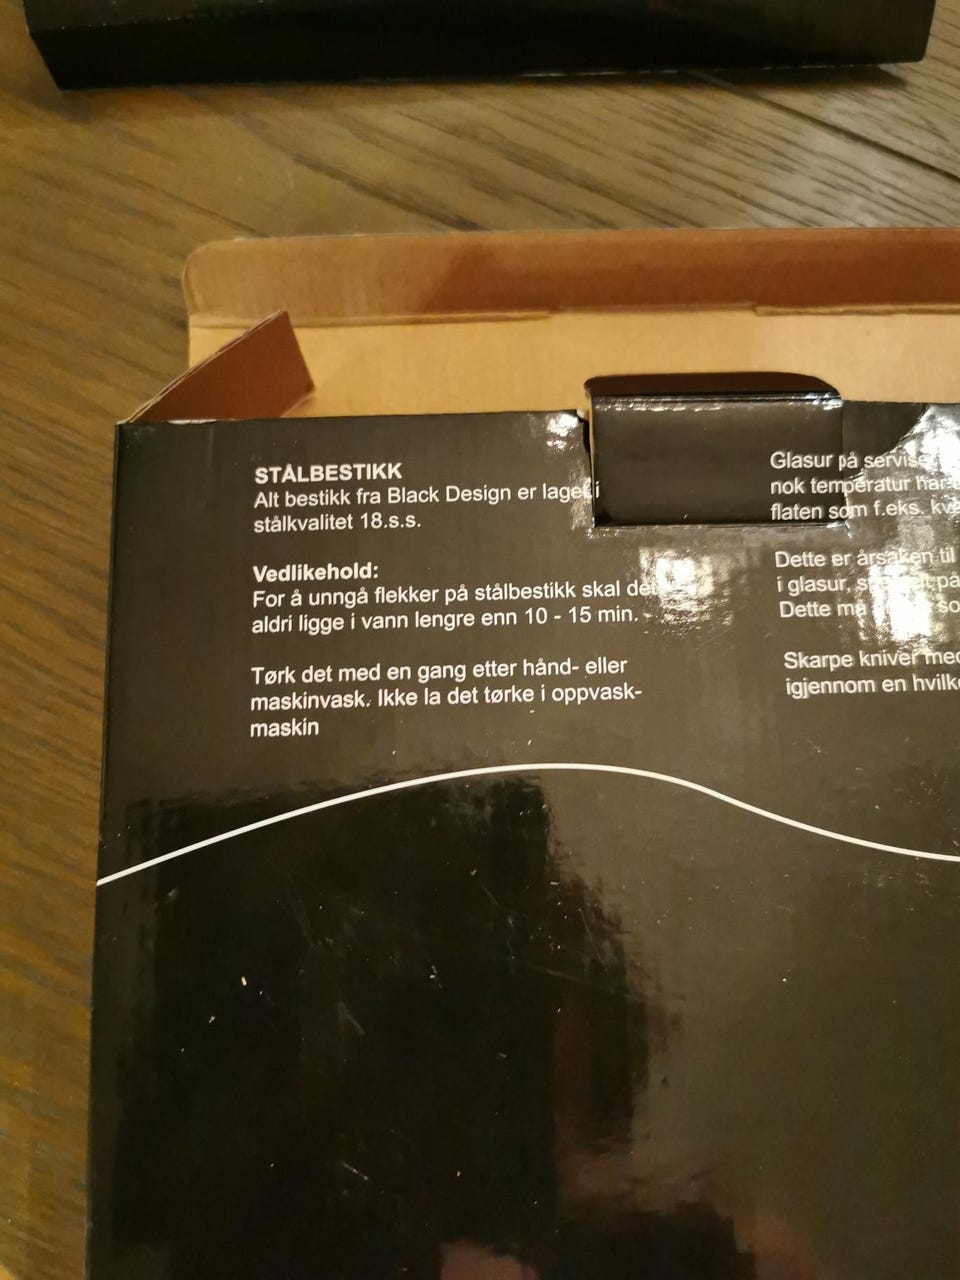 STÅLBESTIKK
Alt bestikk fra Black Design er laget i
stålkvalitet 18.s.s.
Vedlikehold:
For å unngå flekker på stålbestikk skal det
aldri ligge i vann lengre enn 10 - 15 min.
Tørk det med en gang etter hånd- eller
maskinvask. Ikke la det tørke i oppvask-
maskin
Glasur på
nok temperatur
flaten som f.eks.
Dette er årsaken til
i glasur, på
Dette må
Skarpe kniver med
igjennom en